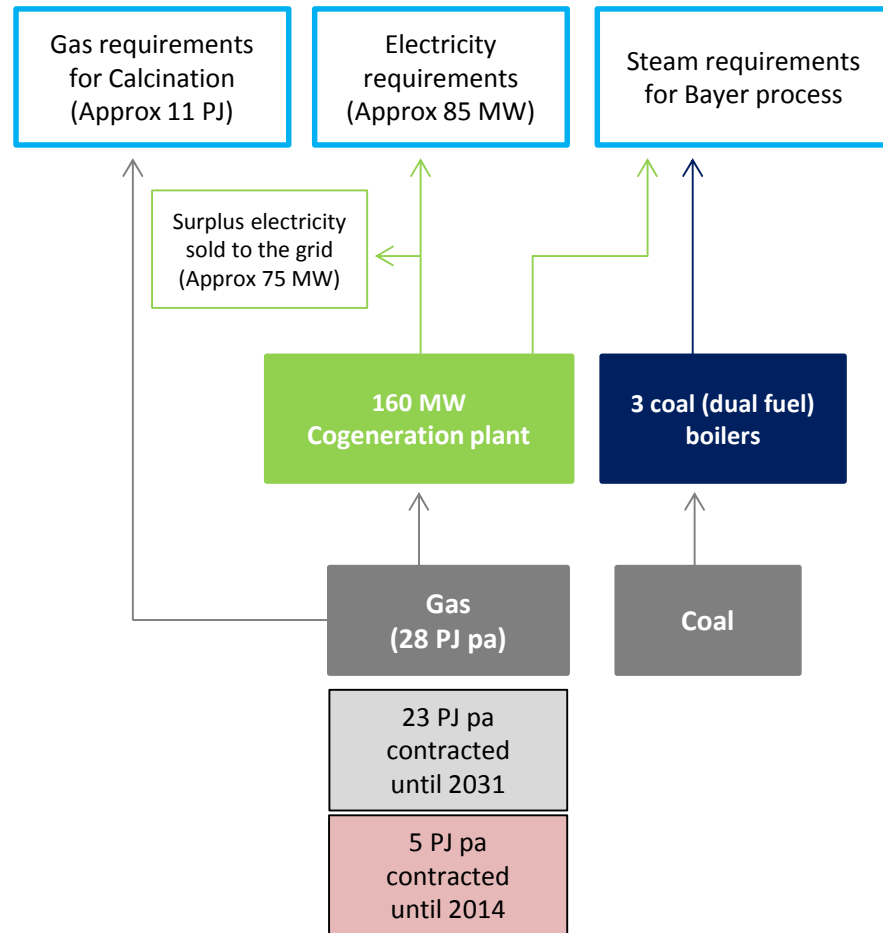 Gas requirements
for Calcination
(Approx 11 PJ)
Electricity
requirements
(Approx 85 MW)
Steam requirements
for Bayer process
Surplus electricity
sold to the grid
(Approx 75 MW)
160 MW
Cogeneration plant
3 coal (dual fuel)
boilers
Gas
(28 PJ pa)
Coal
23 PJ pa
contracted
until 2031
5 PJ pa
contracted
until 2014